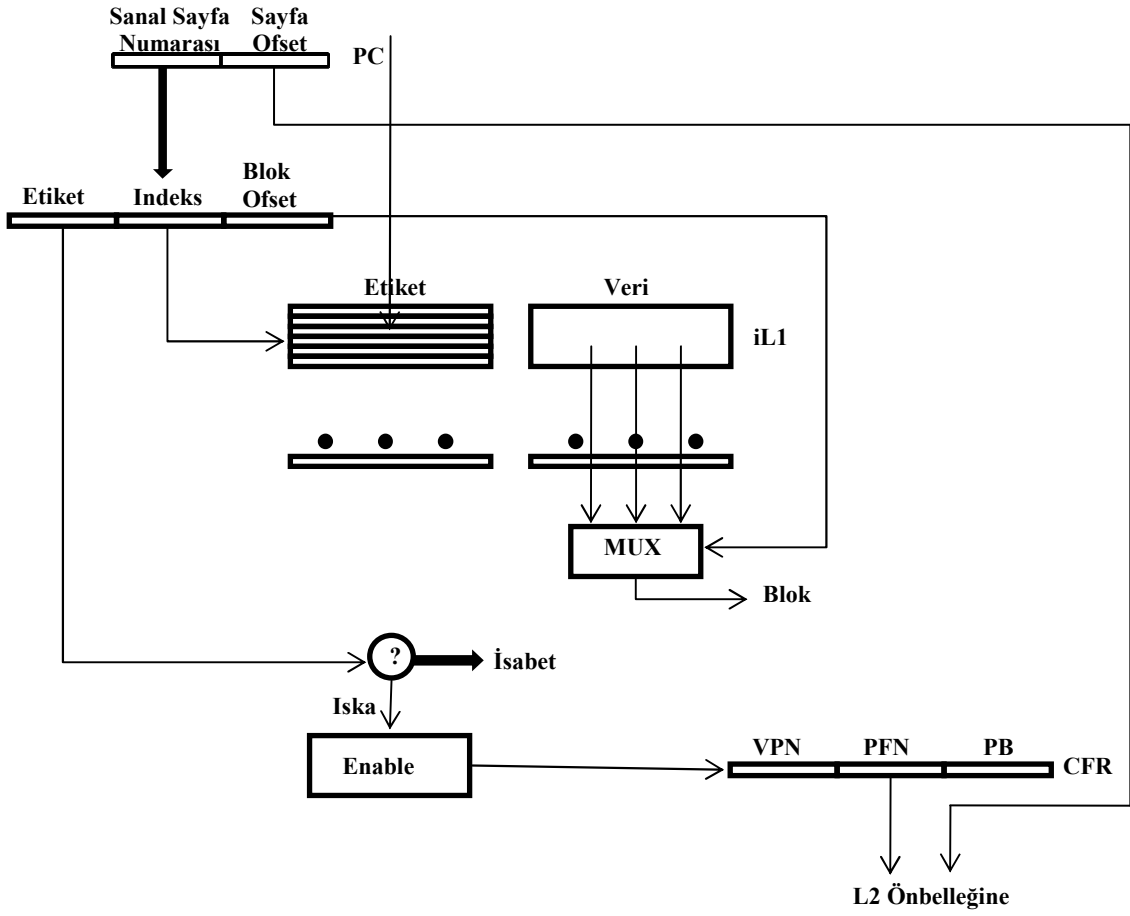 Sanal Sayfa
Numarası
Sayfa
Ofset
PC
Etiket
Indeks
Blok
Ofset
Etiket
Veri
iL1
MUX
Blok
?
İsabet
Iska
Enable
VPN
PFN
PB
CFR
L2 Önbelleğine